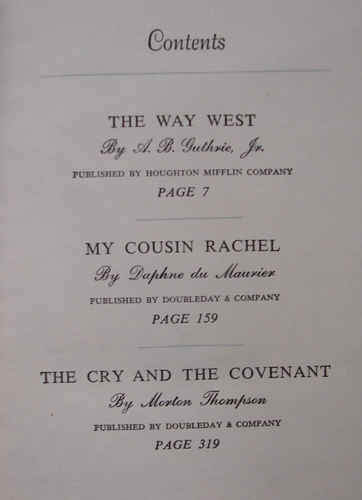 Contents
THE WAY WEST
By A. B. Guthrie, Jr.
PUBLISHED BY HOUGHTON MIFFLIN COMPANY
PAGE 7
MY COUSIN RACHEL
By Daphne du Maurier
PUBLISHED BY DOUBLEDAY & COMPANY
PAGE 159
THE CRY AND THE COVENANT
By Morton Thompson
PUBLISHED BY DOUBLEDAY & COMPANY
PAGE 319